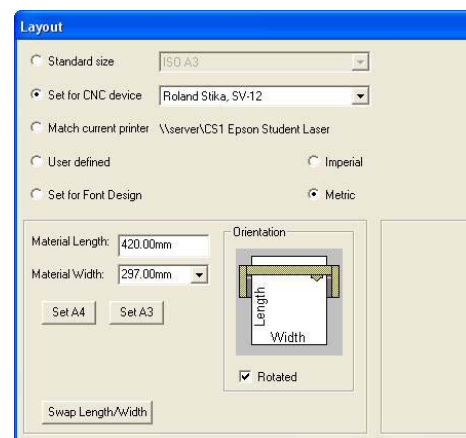 Layout
Standard size ISO A3
Set for CNC device Roland Stika, SV-12
Match current printer \\server\CS1 Epson Student Laser
User defined Imperial
Set for Font Design Metric
Orientation
Material Length: 420.00mm
Material Width: 297.00mm
Set A4 Set A3
Length
Width
Rotated
Swap Length/Width